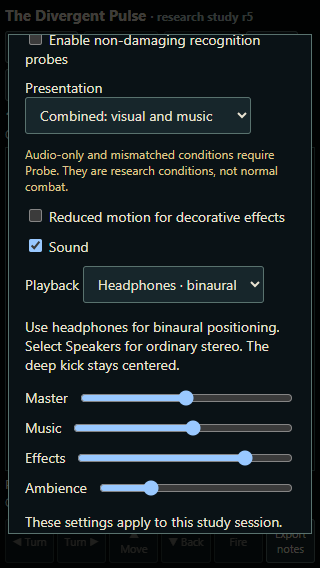 The Divergent Pulse · research study r5
Enable non-damaging recognition
probes
Presentation
Combined: visual and music
Audio-only and mismatched conditions require
Probe. They are research conditions, not normal
combat.
Reduced motion for decorative effects
Sound
Playback Headphones · binaural
Use headphones for binaural positioning.
Select Speakers for ordinary stereo. The
deep kick stays centered.
Master
Music
Effects
Ambience
These settings apply to this study session.
◀ Turn Turn ▶ ▲ Move ▼ Back Fire Export notes